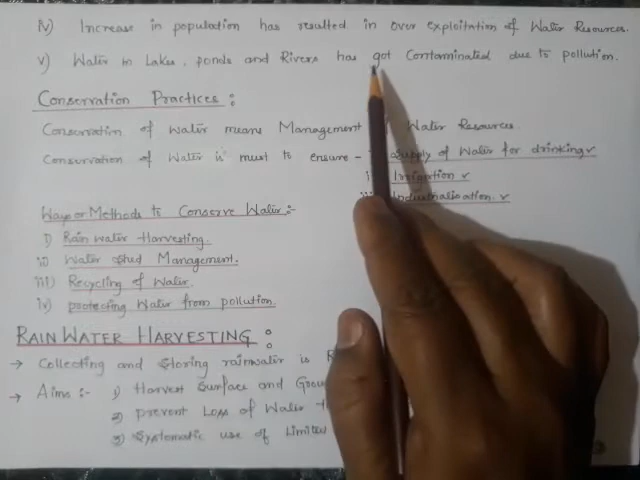 iv) Increase in population has resulted in over exploitation of Water Resources.
v) Water in Lakes, ponds and Rivers has got Contaminated due to pollution.
Conservation Practices :
Conservation of Water means Management Water Resources.
Conservation of Water is must to ensure - Supply of Water for drinking ✓
Irrigation ✓
Industrialisation. ✓
Ways or Methods to Conserve Water :-
i) Rain water Harvesting.
ii) Water Shed Management.
iii) Recycling of Water.
iv) protecting Water from pollution.
RAIN WATER HARVESTING :
→ Collecting and Storing rainwater is
→ Aims :- 1) Harvest Surface and
2) prevent Loss of Water
3) Systematic use of Limited